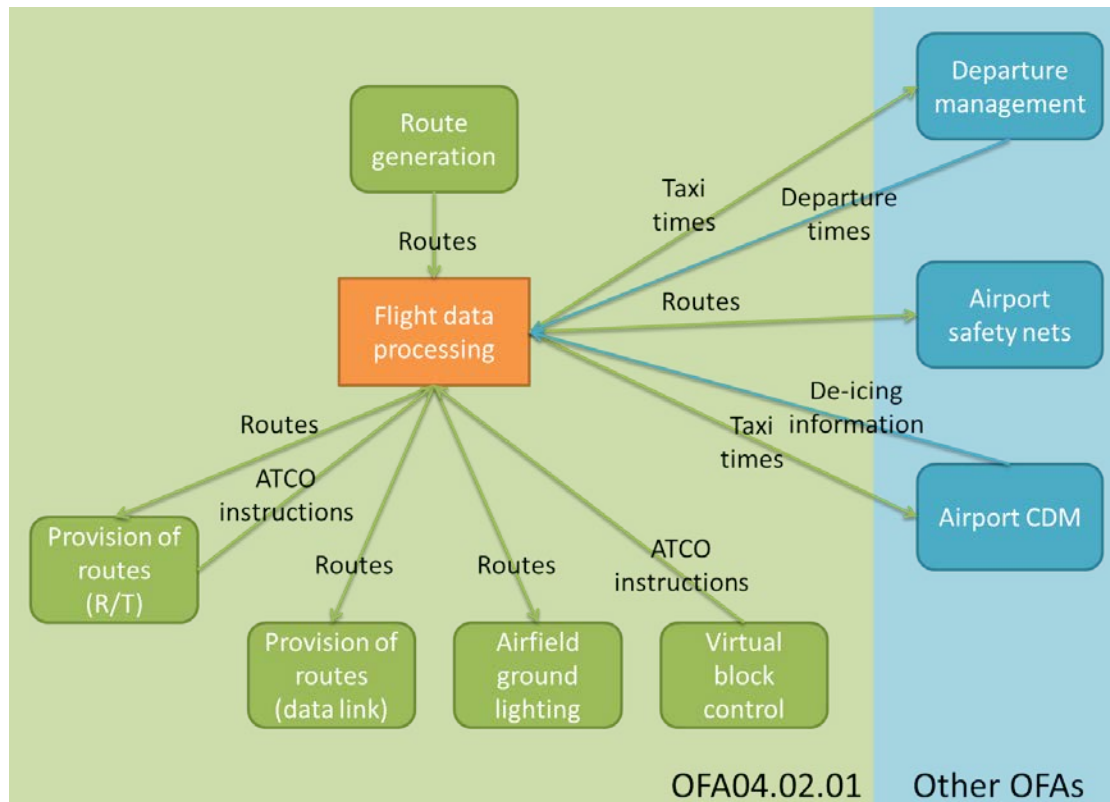 Departure
management
Route
generation
Taxi
times
Departure
times
Routes
Routes
Flight data
processing
Airport
safety nets
De-icing
information
Taxi
times
Routes
ATCO
instructions
Airport CDM
Provision of
routes
(R/T)
Routes
Routes
ATCO
instructions
Provision of
routes
(data link)
Airfield
ground
lighting
Virtual
block
control
OFA04.02.01
Other OFAs